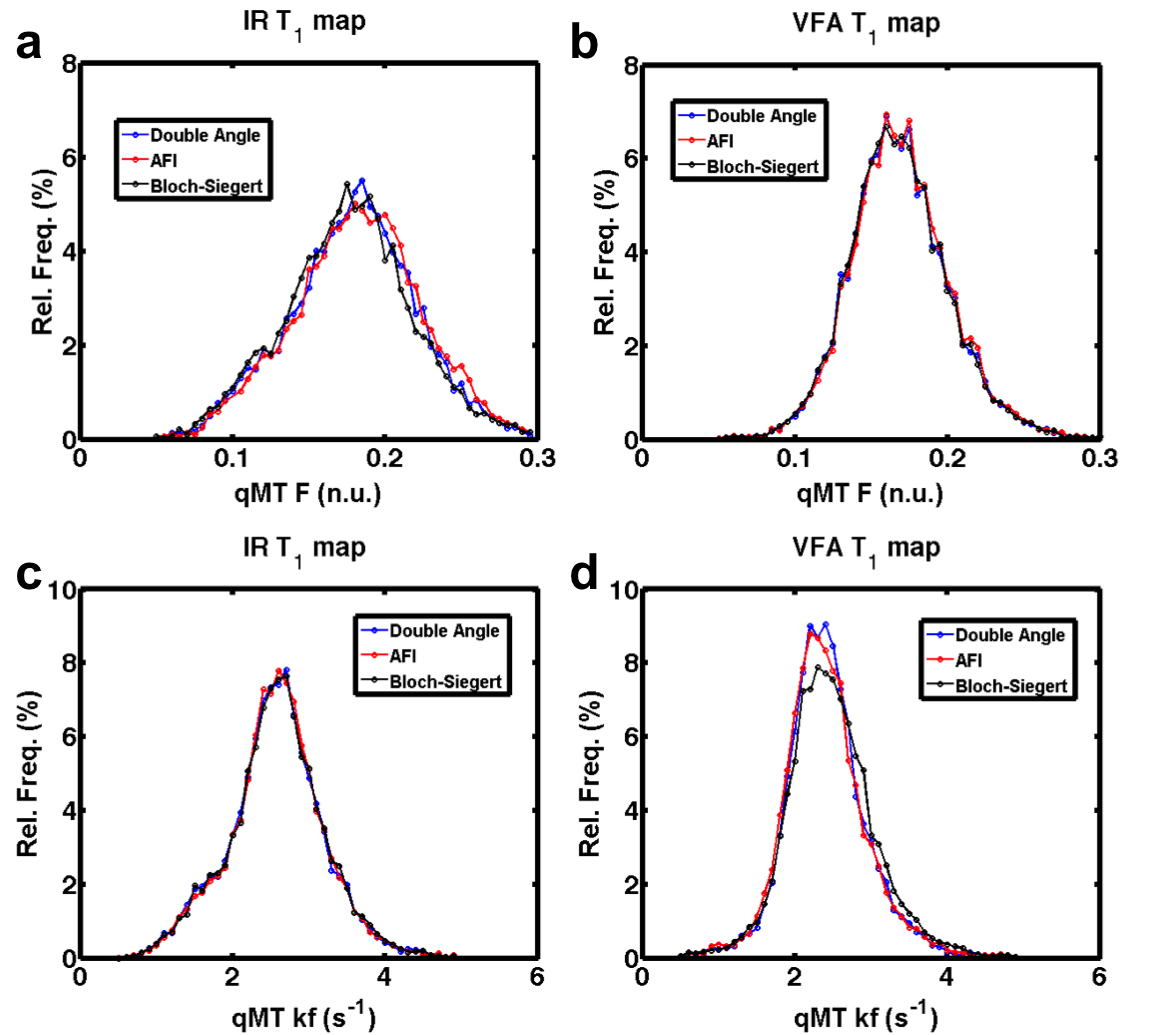 a
IR T1 map
8
6
4
2
0
Rel. Freq. (%)
Double Angle
AFI
Bloch-Siegert
0
0.1
0.2
0.3
qMT F (n.u.)
b
VFA T1 map
8
6
4
2
0
Rel. Freq. (%)
Double Angle
AFI
Bloch-Siegert
0
0.1
0.2
0.3
qMT F (n.u.)
c
IR T1 map
10
8
6
4
2
0
Rel. Freq. (%)
Double Angle
AFI
Bloch-Siegert
0
2
4
6
qMT kf (s-1)
d
VFA T1 map
10
8
6
4
2
0
Rel. Freq. (%)
Double Angle
AFI
Bloch-Siegert
0
2
4
6
qMT kf (s-1)